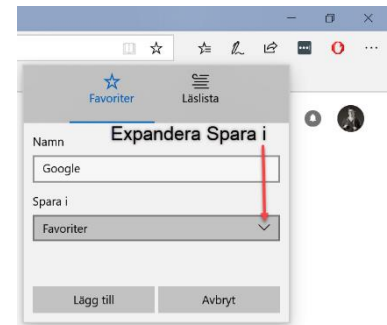 Favoriter
Läslista
Expandera Spara i
Namn
Google
Spara i
Favoriter
Lägg till
Avbryt